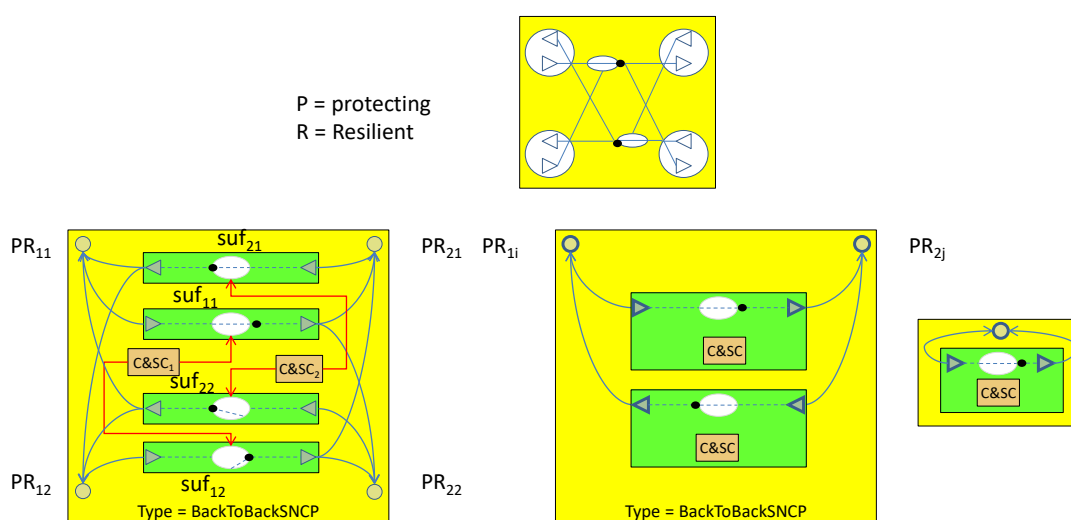 P = protecting
R = Resilient
PR11
suf21
PR21
PR1i
PR2j
suf11
C&SC1
C&SC2
suf22
suf12
PR12
PR22
C&SC
C&SC
C&SC
Type = BackToBackSNCP
Type = BackToBackSNCP